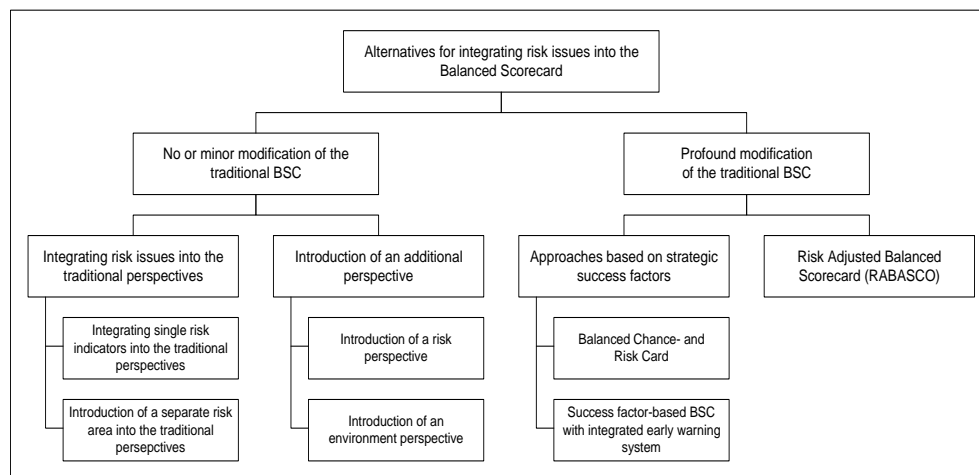 Alternatives for integrating risk issues into the
Balanced Scorecard
No or minor modification of the
traditional BSC
Profound modification
of the traditional BSC
Integrating risk issues into the
traditional perspectives
Introduction of an additional
perspective
Approaches based on strategic
success factors
Risk Adjusted Balanced
Scorecard (RABASCO)
Integrating single risk
indicators into the traditional
perspectives
Introduction of a risk
perspective
Balanced Chance- and
Risk Card
Introduction of a separate risk
area into the traditional
persepctives
Introduction of an
environment perspective
Success factor-based BSC
with integrated early warning
system